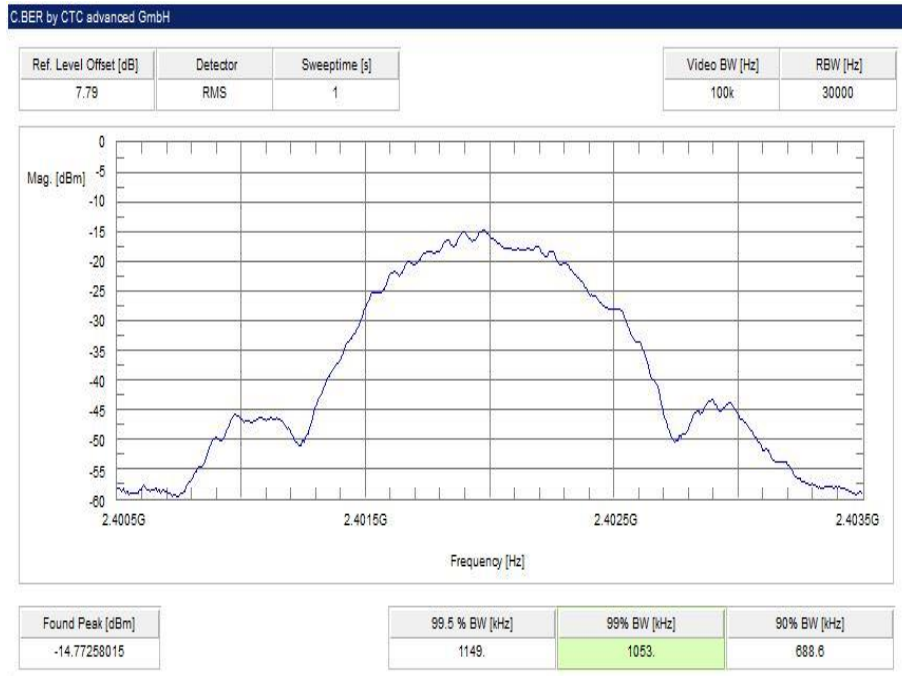 C.BER by CTC advanced GmbH
Ref. Level Offset [dB] Detector Sweeptime [s] Video BW [Hz] RBW [Hz]
7.79 RMS 1 100k 30000
0
Mag. [dBm] -5
-10
-15
-20
-25
-30
-35
-40
-45
-50
-55
-60
2.4005G 2.4015G 2.4025G 2.4035G
Frequency [Hz]
Found Peak [dBm] 99.5 % BW [kHz] 99% BW [kHz] 90% BW [kHz]
-14.77258015 1149. 1053. 688.6